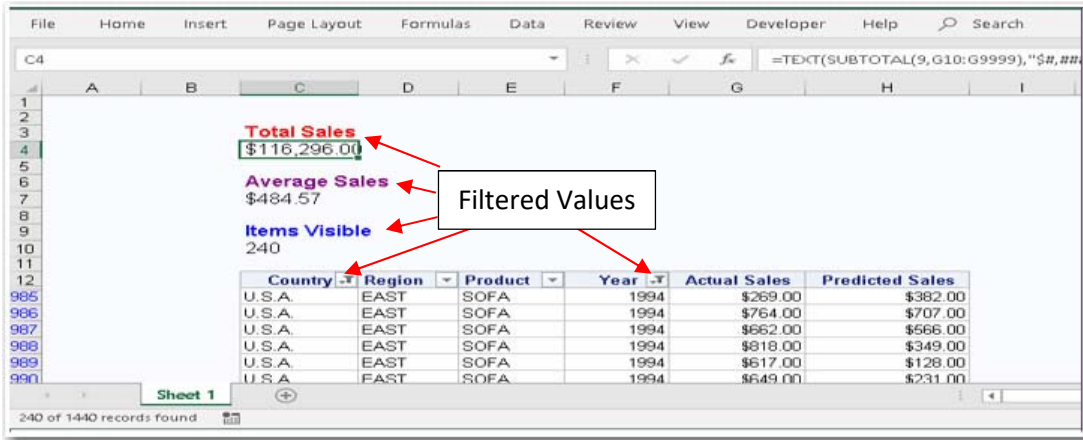 File Home Insert Page Layout Formulas Data Review View Developer Help Search
C4 fx =TEXT(SUBTOTAL(9,G10:G9999),"$#,##
A B C D E F G H I
1
2
3 Total Sales
4 $116,296.00
5
6 Average Sales
7 $484.57
Filtered Values
8
9 Items Visible
10 240
11
12 Country Region Product Year Actual Sales Predicted Sales
985 U.S.A. EAST SOFA 1994 $269.00 $382.00
986 U.S.A. EAST SOFA 1994 $764.00 $707.00
987 U.S.A. EAST SOFA 1994 $662.00 $566.00
988 U.S.A. EAST SOFA 1994 $818.00 $349.00
989 U.S.A. EAST SOFA 1994 $617.00 $128.00
990 U.S.A. EAST SOFA 1994 $649.00 $231.00
Sheet 1
240 of 1440 records found